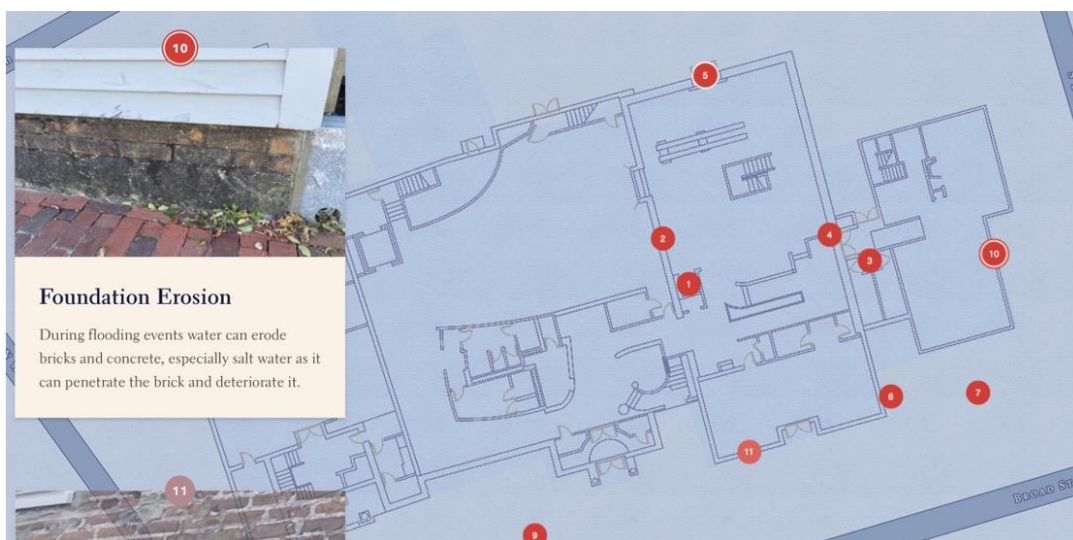 10
Foundation Erosion
During flooding events water can erode
bricks and concrete, especially salt water as it
can penetrate the brick and deteriorate it.
11
5
2
4
3
10
1
6
7
11
9
BROAD ST